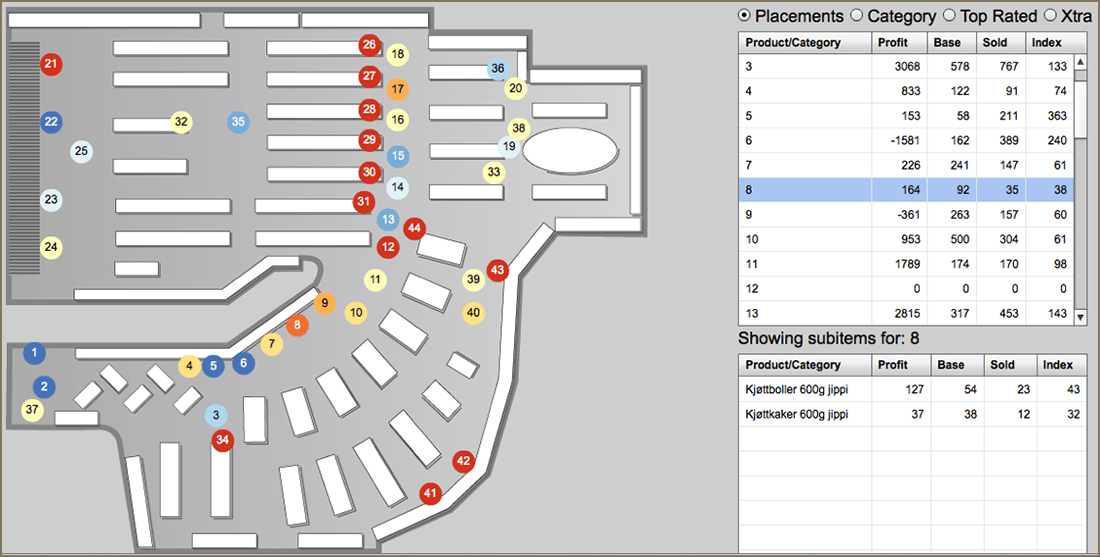 Placements Category Top Rated Xtra
Product/Category Profit Base Sold Index
3 3068 578 767 133
4 833 122 91 74
5 153 58 211 363
6 -1581 162 389 240
7 226 241 147 61
8 164 92 35 38
9 -361 263 157 60
10 953 500 304 61
11 1789 174 170 98
12 0 0 0 0
13 2815 317 453 143
Showing subitems for: 8
Product/Category Profit Base Sold Index
Kjøttboller 600g jippi 127 54 23 43
Kjøttkaker 600g jippi 37 38 12 32
26
18
21
27
36
17
20
28
16
22
32
35
38
29
19
25
15
30
33
14
23
31
13
44
12
24
43
11
39
9
10
40
8
7
1
6
4
5
2
37
3
34
42
41